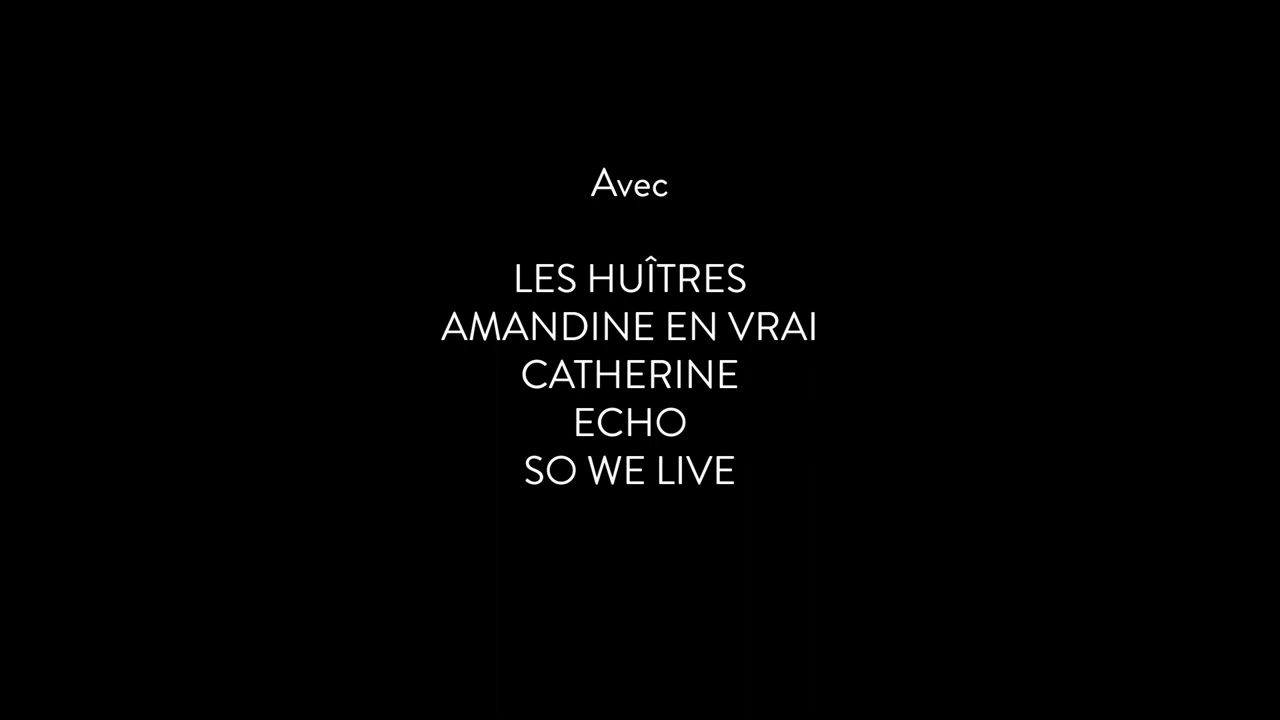 Avec
LES HUÎTRES
AMANDINE EN VRAI
CATHERINE
ECHO
SO WE LIVE